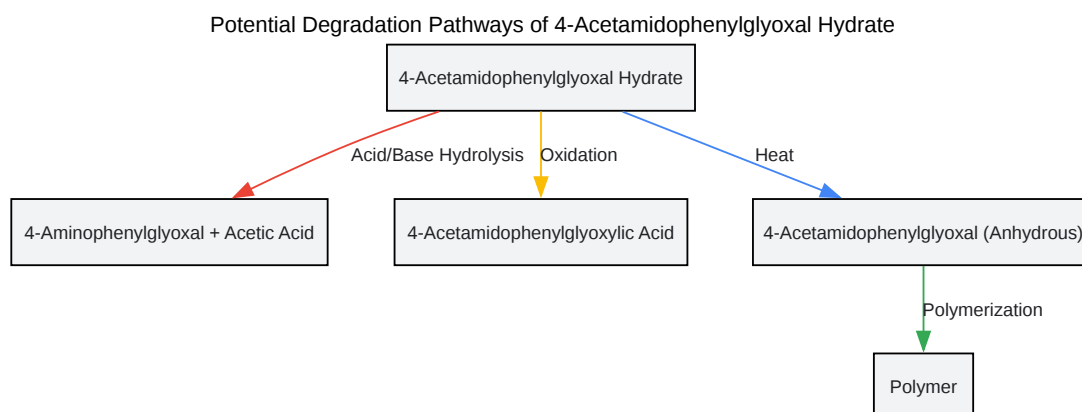 Potential Degradation Pathways of 4-Acetamidophenylglyoxal Hydrate
4-Acetamidophenylglyoxal Hydrate
Acid/Base Hydrolysis
Oxidation
Heat
4-Aminophenylglyoxal + Acetic Acid
4-Acetamidophenylglyoxylic Acid
4-Acetamidophenylglyoxal (Anhydrous)
Polymerization
Polymer